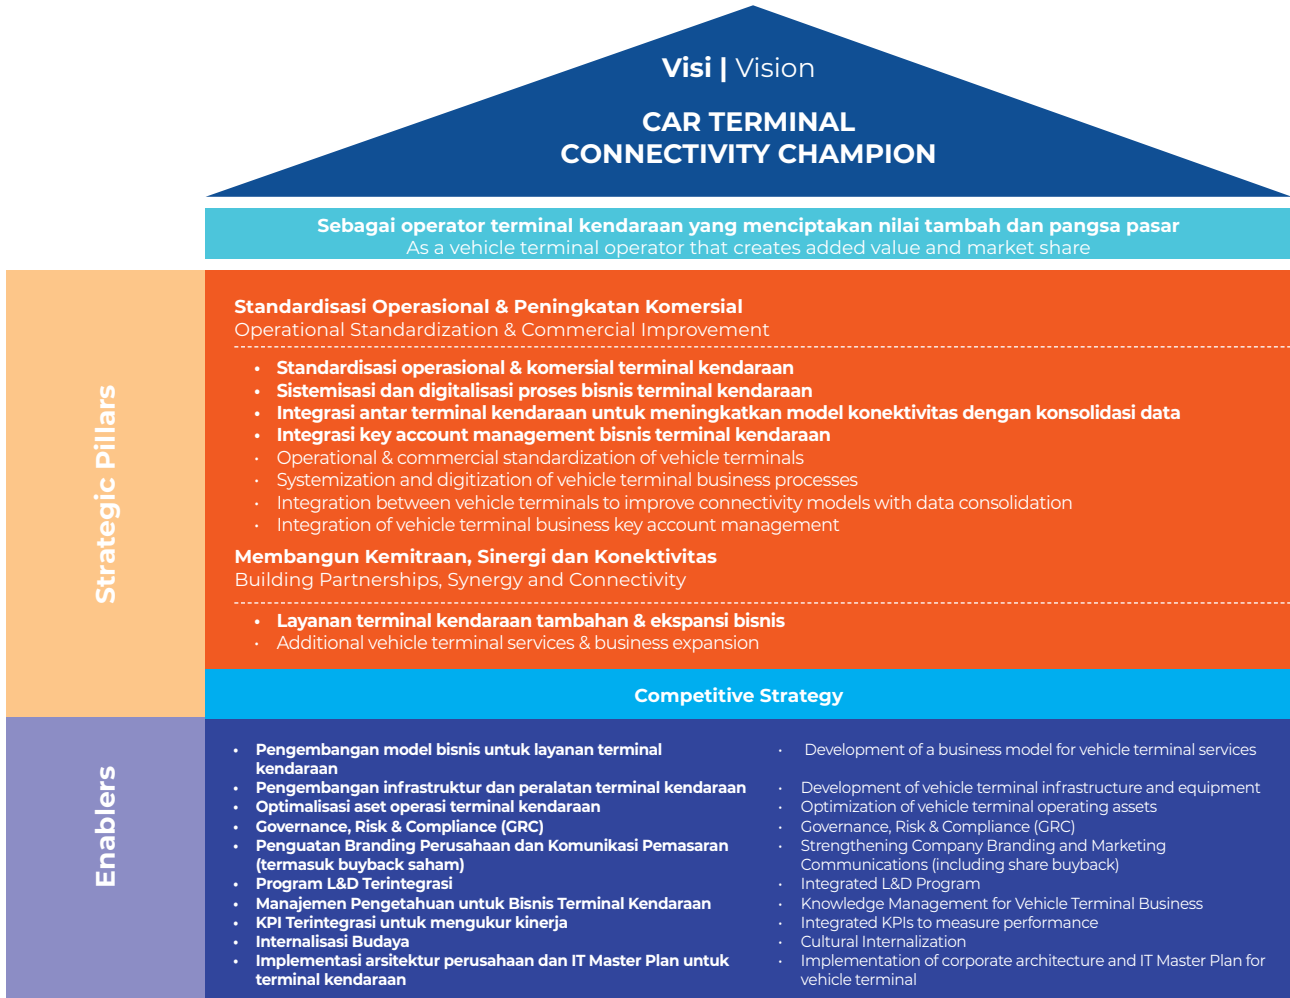 Visi | Vision
CAR TERMINAL
CONNECTIVITY CHAMPION
Sebagai operator terminal kendaraan yang menciptakan nilai tambah dan pangsa pasar
As a vehicle terminal operator that creates added value and market share
Strategic Pillars
Standardisasi Operasional & Peningkatan Komersial
Operational Standardization & Commercial Improvement
• Standardisasi operasional & komersial terminal kendaraan
• Sistemisasi dan digitalisasi proses bisnis terminal kendaraan
• Integrasi antar terminal kendaraan untuk meningkatkan model konektivitas dengan konsolidasi data
• Integrasi key account management bisnis terminal kendaraan
• Operational & commercial standardization of vehicle terminals
• Systemization and digitization of vehicle terminal business processes
• Integration between vehicle terminals to improve connectivity models with data consolidation
• Integration of vehicle terminal business key account management
Membangun Kemitraan, Sinergi dan Konektivitas
Building Partnerships, Synergy and Connectivity
• Layanan terminal kendaraan tambahan & ekspansi bisnis
• Additional vehicle terminal services & business expansion
Competitive Strategy
Enablers
• Pengembangan model bisnis untuk layanan terminal
kendaraan
• Pengembangan infrastruktur dan peralatan terminal kendaraan
• Optimalisasi aset operasi terminal kendaraan
• Governance, Risk & Compliance (GRC)
• Penguatan Branding Perusahaan dan Komunikasi Pemasaran
(termasuk buyback saham)
• Program L&D Terintegrasi
• Manajemen Pengetahuan untuk Bisnis Terminal Kendaraan
• KPI Terintegrasi untuk mengukur kinerja
• Internalisasi Budaya
• Implementasi arsitektur perusahaan dan IT Master Plan untuk
terminal kendaraan
• Development of a business model for vehicle terminal services
• Development of vehicle terminal infrastructure and equipment
• Optimization of vehicle terminal operating assets
• Governance, Risk & Compliance (GRC)
• Strengthening Company Branding and Marketing
Communications (including share buyback)
• Integrated L&D Program
• Knowledge Management for Vehicle Terminal Business
• Integrated KPIs to measure performance
• Cultural Internalization
• Implementation of corporate architecture and IT Master Plan for
vehicle terminal